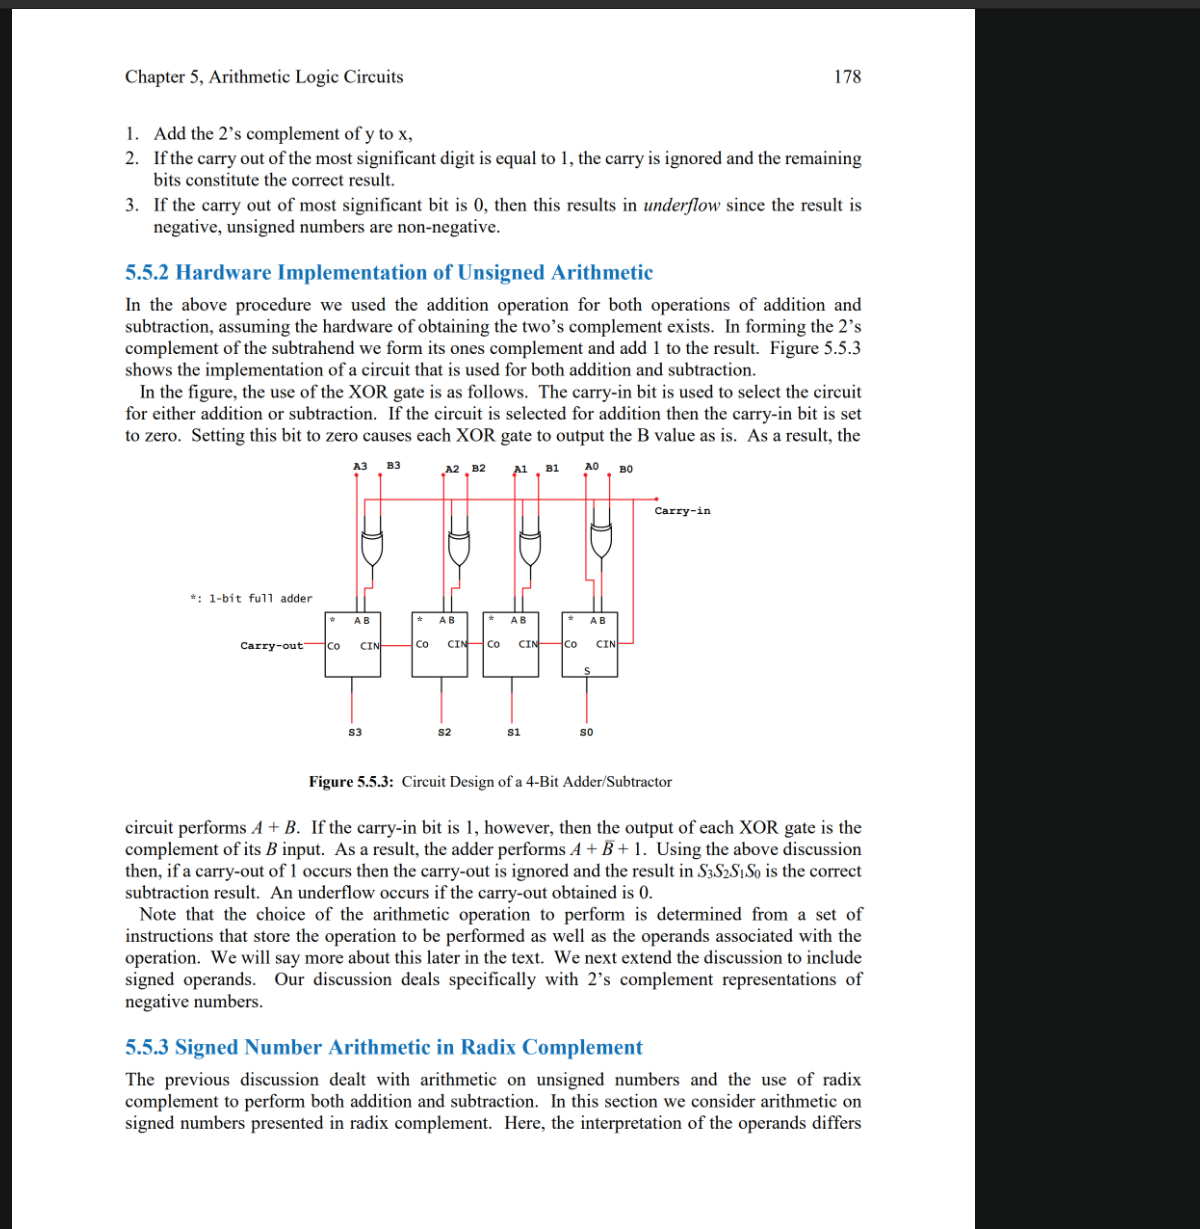 Chapter 5, Arithmetic Logic Circuits 178
1. Add the 2’s complement of y to x,
2. If the carry out of the most significant digit is equal to 1, the carry is ignored and the remaining
bits constitute the correct result.
3. If the carry out of most significant bit is 0, then this results in underflow since the result is
negative, unsigned numbers are non-negative.
5.5.2 Hardware Implementation of Unsigned Arithmetic
In the above procedure we used the addition operation for both operations of addition and
subtraction, assuming the hardware of obtaining the two’s complement exists. In forming the 2’s
complement of the subtrahend we form its ones complement and add 1 to the result. Figure 5.5.3
shows the implementation of a circuit that is used for both addition and subtraction.
In the figure, the use of the XOR gate is as follows. The carry-in bit is used to select the circuit
for either addition or subtraction. If the circuit is selected for addition then the carry-in bit is set
to zero. Setting this bit to zero causes each XOR gate to output the B value as is. As a result, the
A3 B3 A2 B2 A1 B1 A0 B0
Carry-in
*: 1-bit full adder
* A B * A B * A B * A B
Carry-out Co CIN Co CIN Co CIN Co CIN
S
S3 S2 S1 S0
Figure 5.5.3: Circuit Design of a 4-Bit Adder/Subtractor
circuit performs A + B. If the carry-in bit is 1, however, then the output of each XOR gate is the
complement of its B input. As a result, the adder performs A + B̅ + 1. Using the above discussion
then, if a carry-out of 1 occurs then the carry-out is ignored and the result in S₃S₂S₁S₀ is the correct
subtraction result. An underflow occurs if the carry-out obtained is 0.
Note that the choice of the arithmetic operation to perform is determined from a set of
instructions that store the operation to be performed as well as the operands associated with the
operation. We will say more about this later in the text. We next extend the discussion to include
signed operands. Our discussion deals specifically with 2’s complement representations of
negative numbers.
5.5.3 Signed Number Arithmetic in Radix Complement
The previous discussion dealt with arithmetic on unsigned numbers and the use of radix
complement to perform both addition and subtraction. In this section we consider arithmetic on
signed numbers presented in radix complement. Here, the interpretation of the operands differs